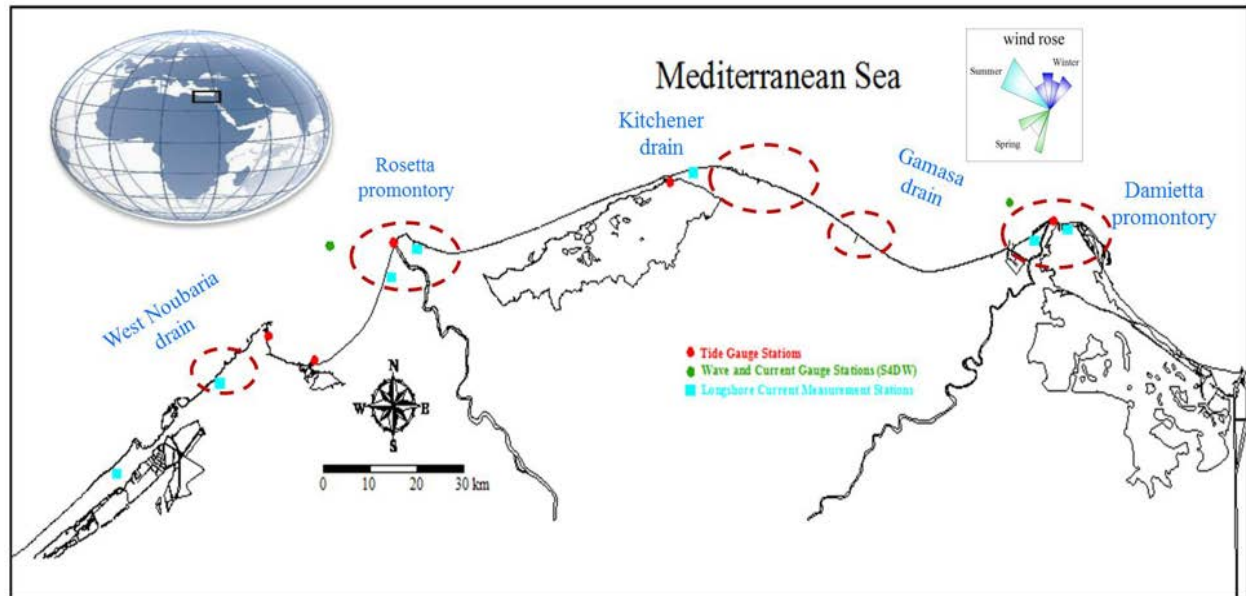 wind rose
Summer
Winter
Spring
Mediterranean Sea
Kitchener
drain
Rosetta
promontory
Gamasa
drain
Damietta
promontory
West Noubaria
drain
N
W E
S
Tide Gauge Stations
Wave and Current Gauge Stations (S4DW)
Longshore Current Measurement Stations
0 10 20 30 km